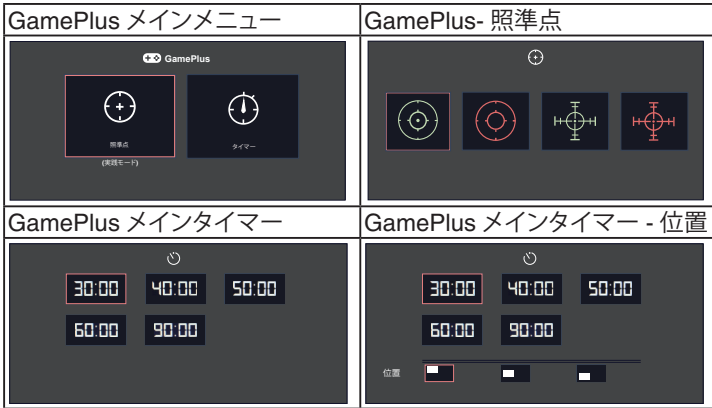 GamePlus メインメニュー
GamePlus- 照準点
GamePlus
照準点
タイマー
(実践モード)
GamePlus メインタイマー
GamePlus メインタイマー - 位置
30:00 40:00 50:00
60:00 90:00
30:00 40:00 50:00
60:00 90:00
位置